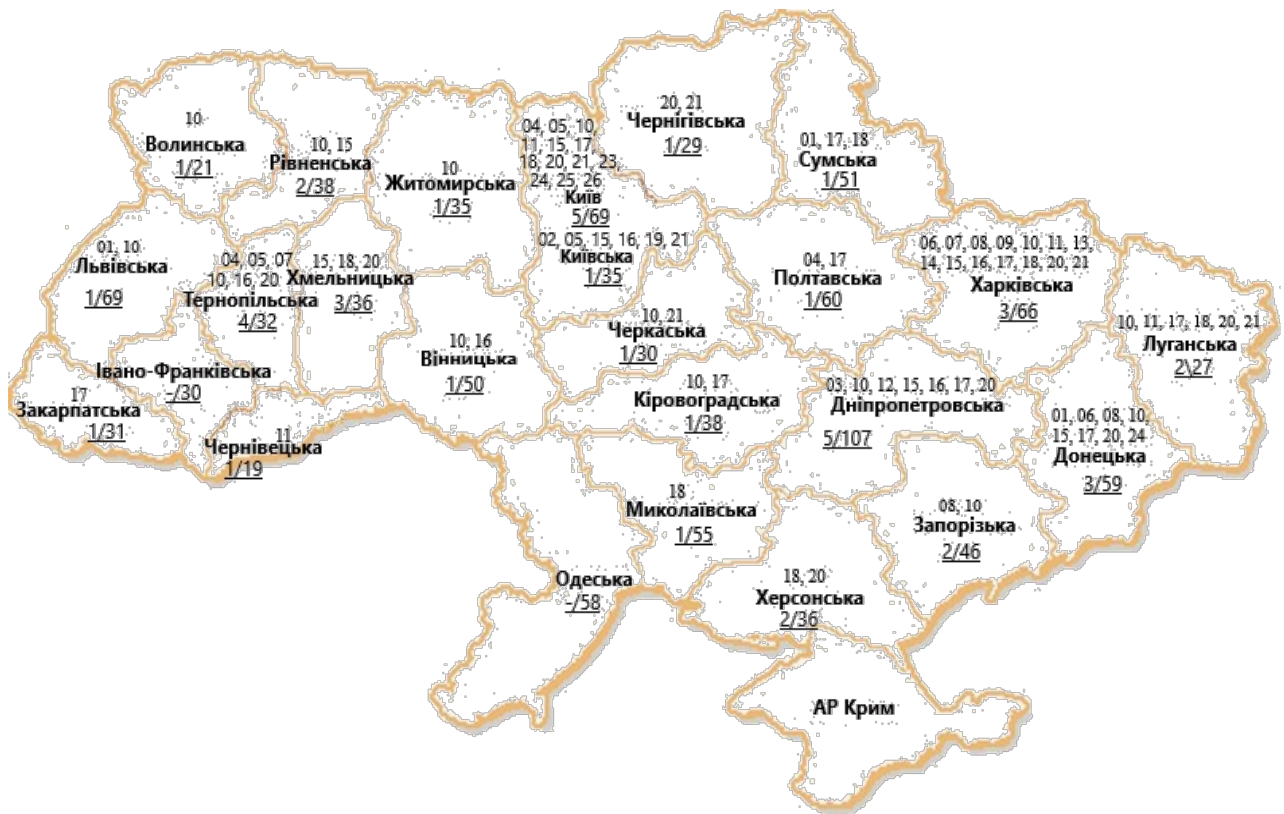 20, 21
Чернігівська
1/29
10
Волинська
1/21
10, 15
Рівненська
2/38
10
Житомирська
1/35
04, 05, 10,
11, 15, 17,
18, 20, 21, 23,
24, 25, 26
Київ
5/69
02, 05, 15, 16, 19, 21
Київська
1/35
01, 17, 18
Сумська
1/51
01, 10
Львівська
1/69
04, 05, 07
10, 16, 20
Тернопільська
4/32
15, 18, 20
Хмельницька
3/36
04, 17
Полтавська
1/60
06, 07, 08, 09, 10, 11, 13,
14, 15, 16, 17, 18, 20, 21
Харківська
3/66
10, 11, 17, 18, 20, 21
Луганська
2\27
10, 16
Вінницька
1/50
10, 21
Черкаська
1/30
Івано-Франківська
-/30
17
Закарпатська
1/31
11
Чернівецька
1/19
10, 17
Кіровоградська
1/38
03, 10, 12, 15, 16, 17, 20
Дніпропетровська
5/107
01, 06, 08, 10,
15, 17, 20, 24
Донецька
3/59
18
Миколаївська
1/55
08, 10
Запорізька
2/46
Одеська
-/58
18, 20
Херсонська
2/36
АР Крим